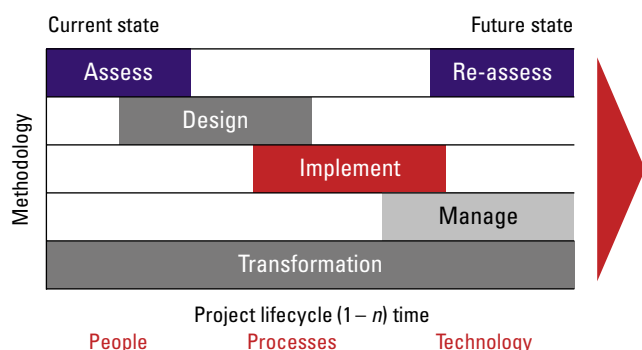 Current state Future state
Assess Re-assess
Design
Implement
Manage
Transformation
Methodology
Project lifecycle (1 – n) time
People Processes Technology